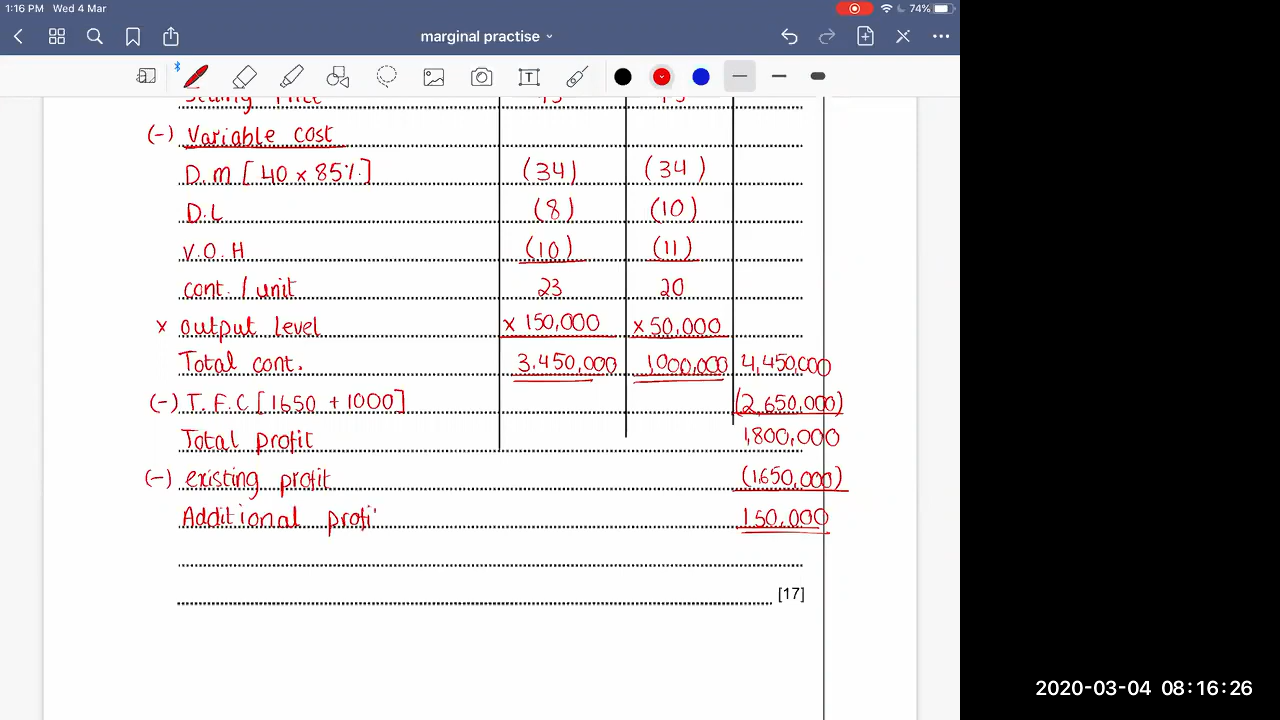 1:16 PM Wed 4 Mar 74%
marginal practise
(-) Variable cost
D.M [ 40 x 85% ] (34) (34)
D.L (8) (10)
V.O.H (10) (11)
cont. / unit 23 20
x output level x 150,000 x 50,000
Total cont. 3,450,000 1,000,000 4,450,000
(-) T.F.C [ 1650 + 1000 ] (2,650,000)
Total profit 1,800,000
(-) existing profit (1,650,000)
Additional profi 150,000
[17]
2020-03-04 08:16:26